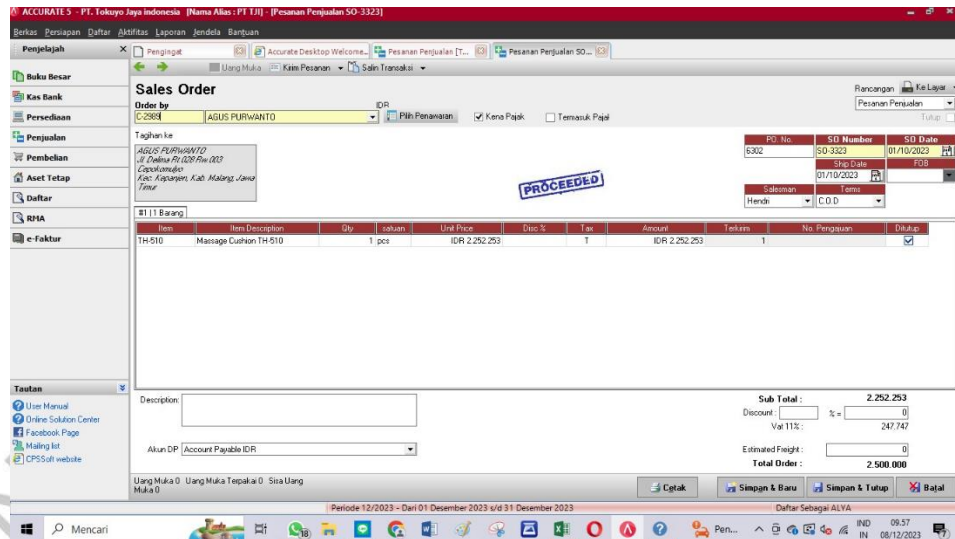 ACCURATE 5 - PT. Tokuyo Jaya indonesia [Nama Alias : PT TJI] - [Pesanan Penjualan SO-3323]
Berkas Persiapan Daftar Aktifitas Laporan Jendela Bantuan
Penjelajah
Buku Besar
Kas Bank
Persediaan
Penjualan
Pembelian
Aset Tetap
Daftar
RMA
e-Faktur
Tautan
User Manual
Online Solution Center
Facebook Page
Mailing list
CPSSoft website
Pengingat Accurate Desktop Welcome... Pesanan Penjualan [T... Pesanan Penjualan SO...
Uang Muka Kirim Pesanan Salin Transaksi
Sales Order
Rancangan Ke Layar
Pesanan Penjualan
Tutup
Order by IDR
C-2989 AGUS PURWANTO Pilih Penawaran Kena Pajak Termasuk Pajak
Tagihan ke
AGUS PURWANTO
Jl. Delima Rt.028 Rw.003
Cepokomulyo
Kec. Kepanjen, Kab. Malang, Jawa
Timur
PROCEEDED
PO. No. SO Number SO Date
6302 SO-3323 01/10/2023
Ship Date FOB
01/10/2023
Salesman Terms
Hendri C.O.D
#1 | 1 Barang
Item Item Description Qty satuan Unit Price Disc % Tax Amount Terkirim No. Pengajuan Ditutup
TH-510 Massage Cushion TH-510 1 pcs IDR 2.252.253 T IDR 2.252.253 1
Description:
Akun DP Account Payable IDR
Sub Total : 2.252.253
Discount : % = 0
Vat 11% : 247.747
Estimated Freight : 0
Total Order : 2.500.000
Uang Muka 0 Uang Muka Terpakai 0 Sisa Uang
Muka 0
Cetak Simpan & Baru Simpan & Tutup Batal
Periode 12/2023 - Dari 01 Desember 2023 s/d 31 Desember 2023 Daftar Sebagai ALYA
Mencari
18
Pen...
IND
IN
09.57
08/12/2023